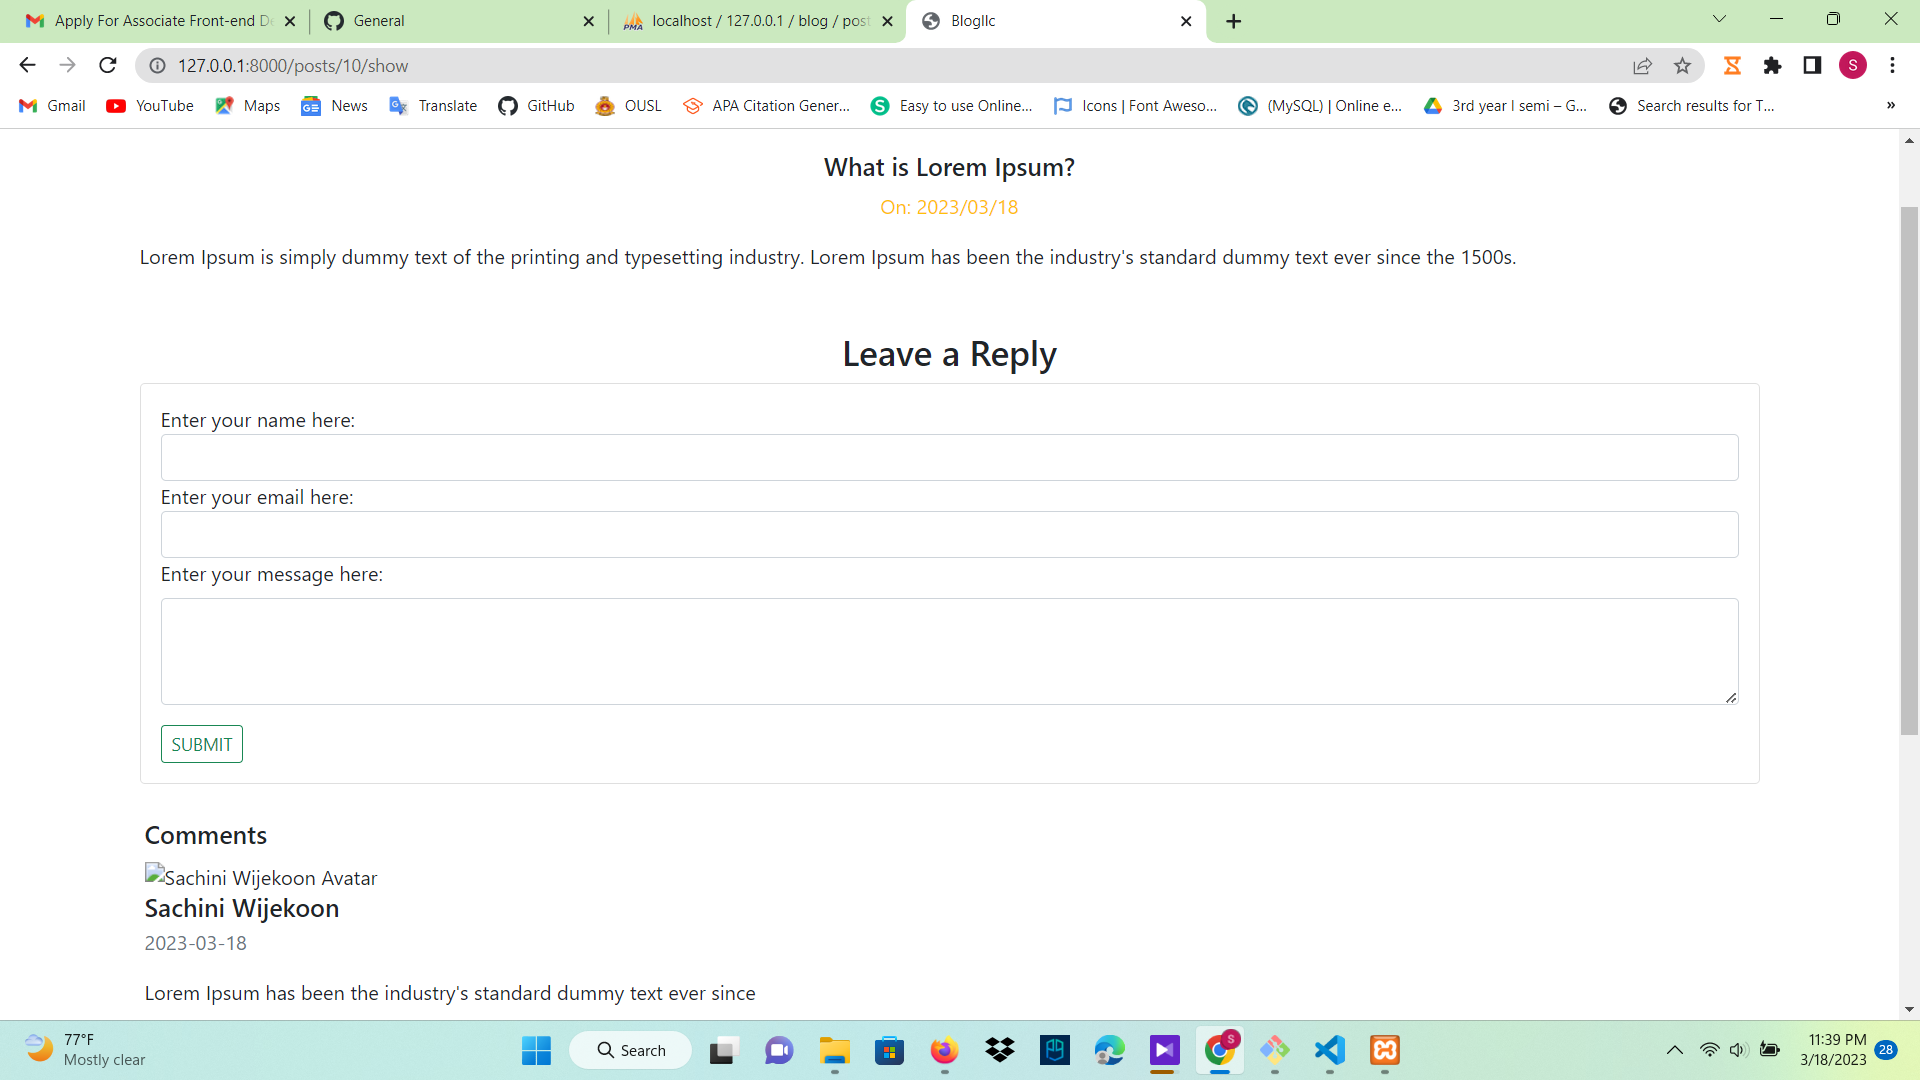 Apply For Associate Front-end De
General
localhost / 127.0.0.1 / blog / post
Blogllc
127.0.0.1:8000/posts/10/show
S
Gmail
YouTube
Maps
News
Translate
GitHub
OUSL
APA Citation Gener...
Easy to use Online...
Icons | Font Aweso...
(MySQL) | Online e...
3rd year I semi – G...
Search results for T...
»
What is Lorem Ipsum?
On: 2023/03/18
Lorem Ipsum is simply dummy text of the printing and typesetting industry. Lorem Ipsum has been the industry's standard dummy text ever since the 1500s.
Leave a Reply
Enter your name here:
Enter your email here:
Enter your message here:
SUBMIT
Comments
Sachini Wijekoon Avatar
Sachini Wijekoon
2023-03-18
Lorem Ipsum has been the industry's standard dummy text ever since
77°F
Mostly clear
Search
S
11:39 PM
3/18/2023
28